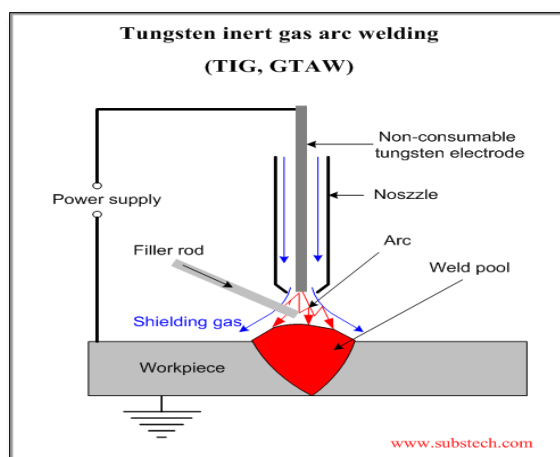 Tungsten inert gas arc welding
(TIG, GTAW)
Non-consumable
tungsten electrode
Noszzle
Power supply
Arc
Filler rod
Weld pool
Shielding gas
Workpiece
www.substech.com